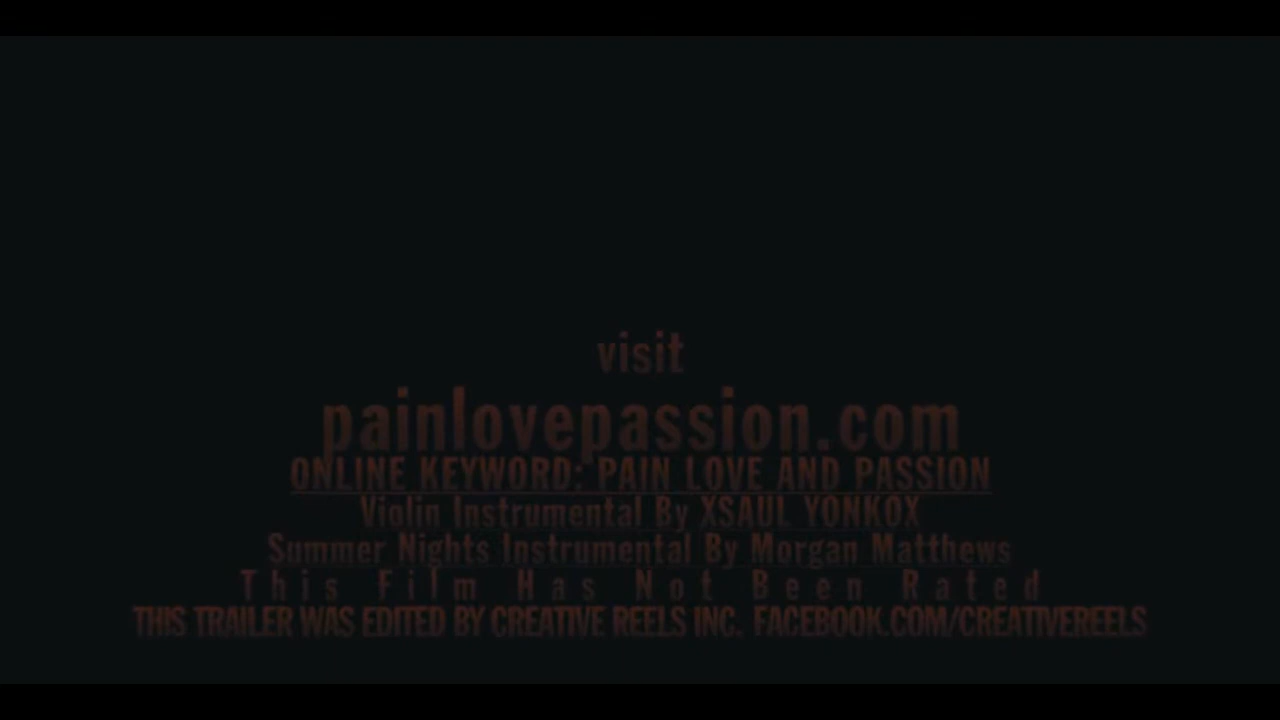 visit
painlovepassion.com
ONLINE KEYWORD: PAIN LOVE AND PASSION
Violin Instrumental By XSAUL YONKOX
Summer Nights Instrumental By Morgan Matthews
This Film Has Not Been Rated
THIS TRAILER WAS EDITED BY CREATIVE REELS INC. FACEBOOK.COM/CREATIVEREELS